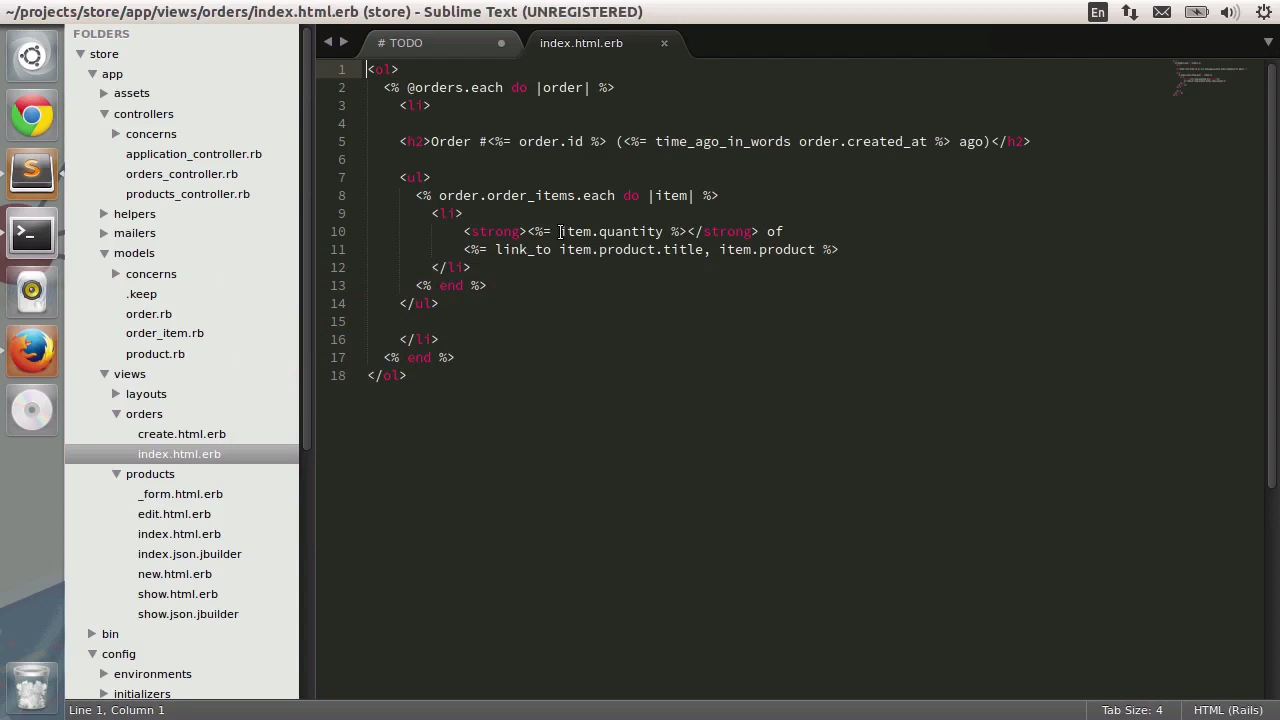 ~/projects/store/app/views/orders/index.html.erb (store) - Sublime Text (UNREGISTERED)
En
FOLDERS
store
app
assets
controllers
concerns
application_controller.rb
orders_controller.rb
products_controller.rb
helpers
mailers
models
concerns
.keep
order.rb
order_item.rb
product.rb
views
layouts
orders
create.html.erb
index.html.erb
products
_form.html.erb
edit.html.erb
index.html.erb
index.json.jbuilder
new.html.erb
show.html.erb
show.json.jbuilder
bin
config
environments
initializers
# TODO
index.html.erb ×
1 <ol>
2 <% @orders.each do |order| %>
3 <li>
4
5 <h2>Order #<%= order.id %> (<%= time_ago_in_words order.created_at %> ago)</h2>
6
7 <ul>
8 <% order.order_items.each do |item| %>
9 <li>
10 <strong><%= item.quantity %></strong> of
11 <%= link_to item.product.title, item.product %>
12 </li>
13 <% end %>
14 </ul>
15
16 </li>
17 <% end %>
18 </ol>
Line 1, Column 1
Tab Size: 4
HTML (Rails)